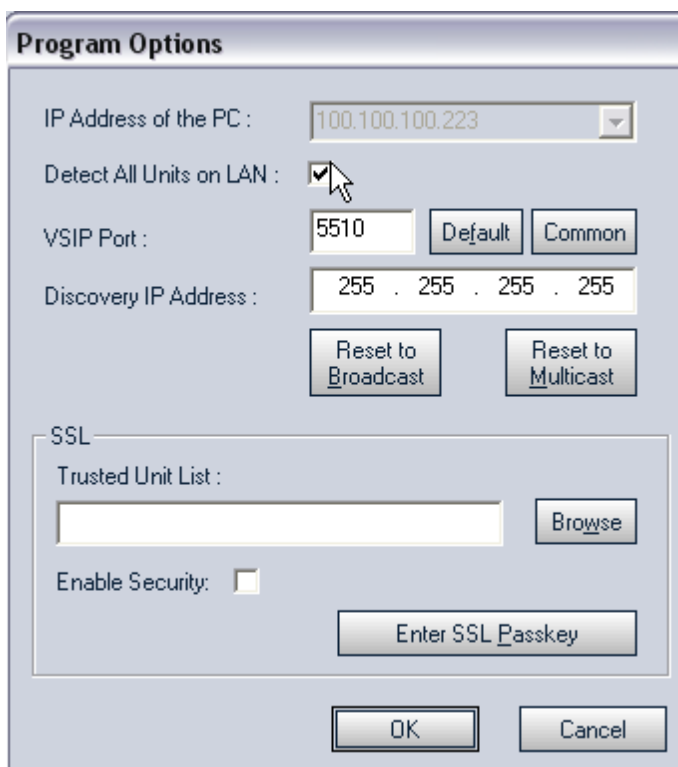 Program Options
IP Address of the PC : 100.100.100.223
Detect All Units on LAN :
VSIP Port : 5510 Default Common
Discovery IP Address : 255 . 255 . 255 . 255
Reset to Broadcast Reset to Multicast
SSL
Trusted Unit List :
Browse
Enable Security:
Enter SSL Passkey
OK Cancel